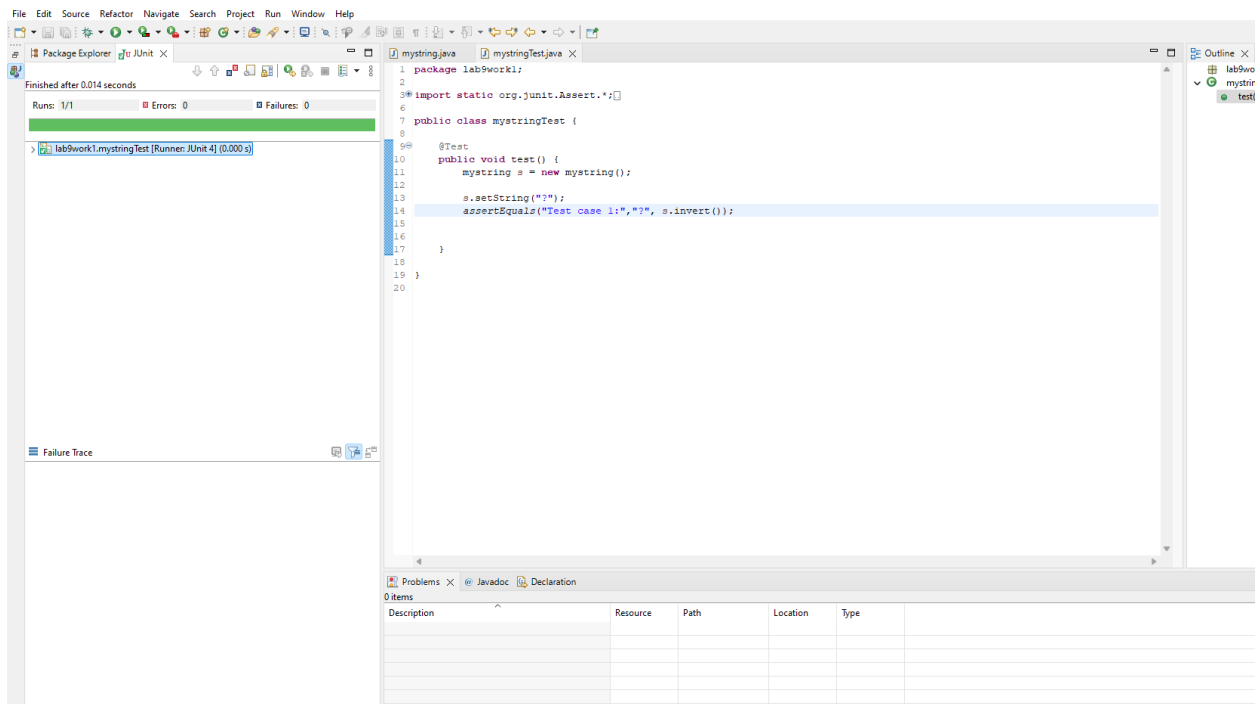 File Edit Source Refactor Navigate Search Project Run Window Help
Package Explorer JUnit
Finished after 0.014 seconds
Runs: 1/1 Errors: 0 Failures: 0
lab9work1.mystringTest [Runner: JUnit 4] (0.000 s)
Failure Trace
mystring.java mystringTest.java
1 package lab9work1;
2
3 import static org.junit.Assert.*;
6
7 public class mystringTest {
8
9 @Test
10 public void test() {
11 mystring s = new mystring();
12
13 s.setString("?");
14 assertEquals("Test case 1:","?", s.invert());
15
16
17 }
18
19 }
20
Outline
lab9wo
mystrin
test(
Problems Javadoc Declaration
0 items
Description Resource Path Location Type